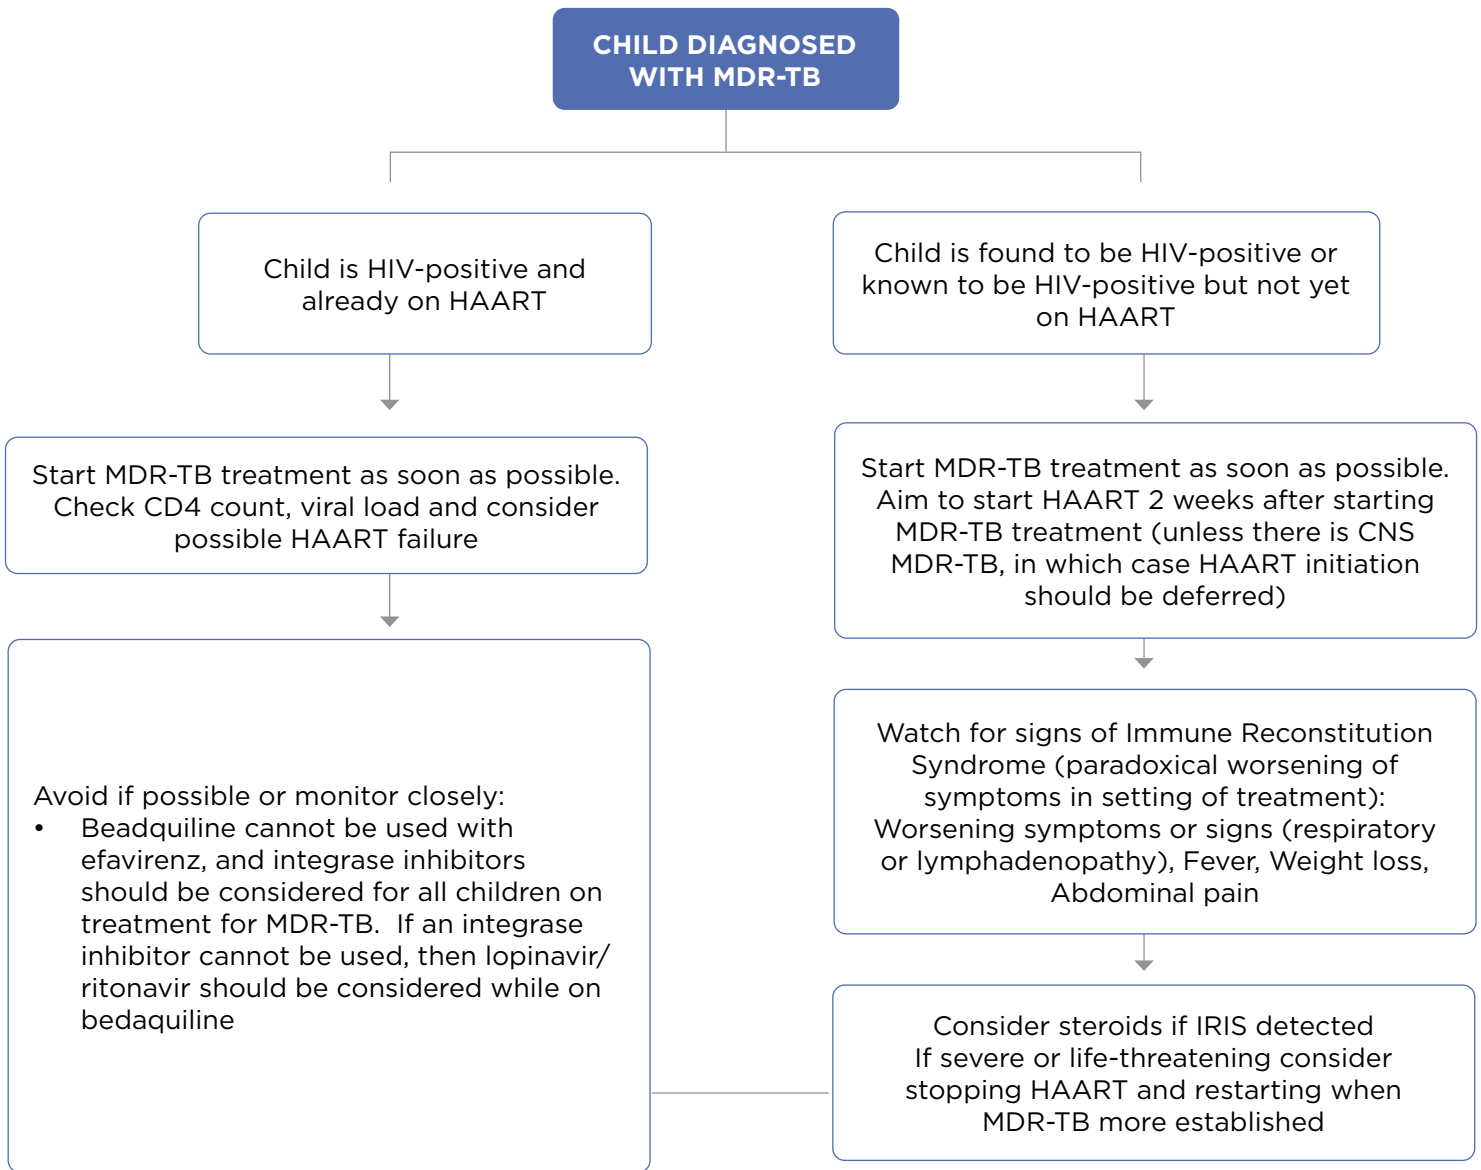 CHILD DIAGNOSED
WITH MDR-TB
Child is HIV-positive and
already on HAART
Start MDR-TB treatment as soon as possible.
Check CD4 count, viral load and consider
possible HAART failure
Avoid if possible or monitor closely:
• Beadquiline cannot be used with
efavirenz, and integrase inhibitors
should be considered for all children on
treatment for MDR-TB.  If an integrase
inhibitor cannot be used, then lopinavir/
ritonavir should be considered while on
bedaquiline
Child is found to be HIV-positive or
known to be HIV-positive but not yet
on HAART
Start MDR-TB treatment as soon as possible.
Aim to start HAART 2 weeks after starting
MDR-TB treatment (unless there is CNS
MDR-TB, in which case HAART initiation
should be deferred)
Watch for signs of Immune Reconstitution
Syndrome (paradoxical worsening of
symptoms in setting of treatment):
Worsening symptoms or signs (respiratory
or lymphadenopathy), Fever, Weight loss,
Abdominal pain
Consider steroids if IRIS detected
If severe or life-threatening consider
stopping HAART and restarting when
MDR-TB more established